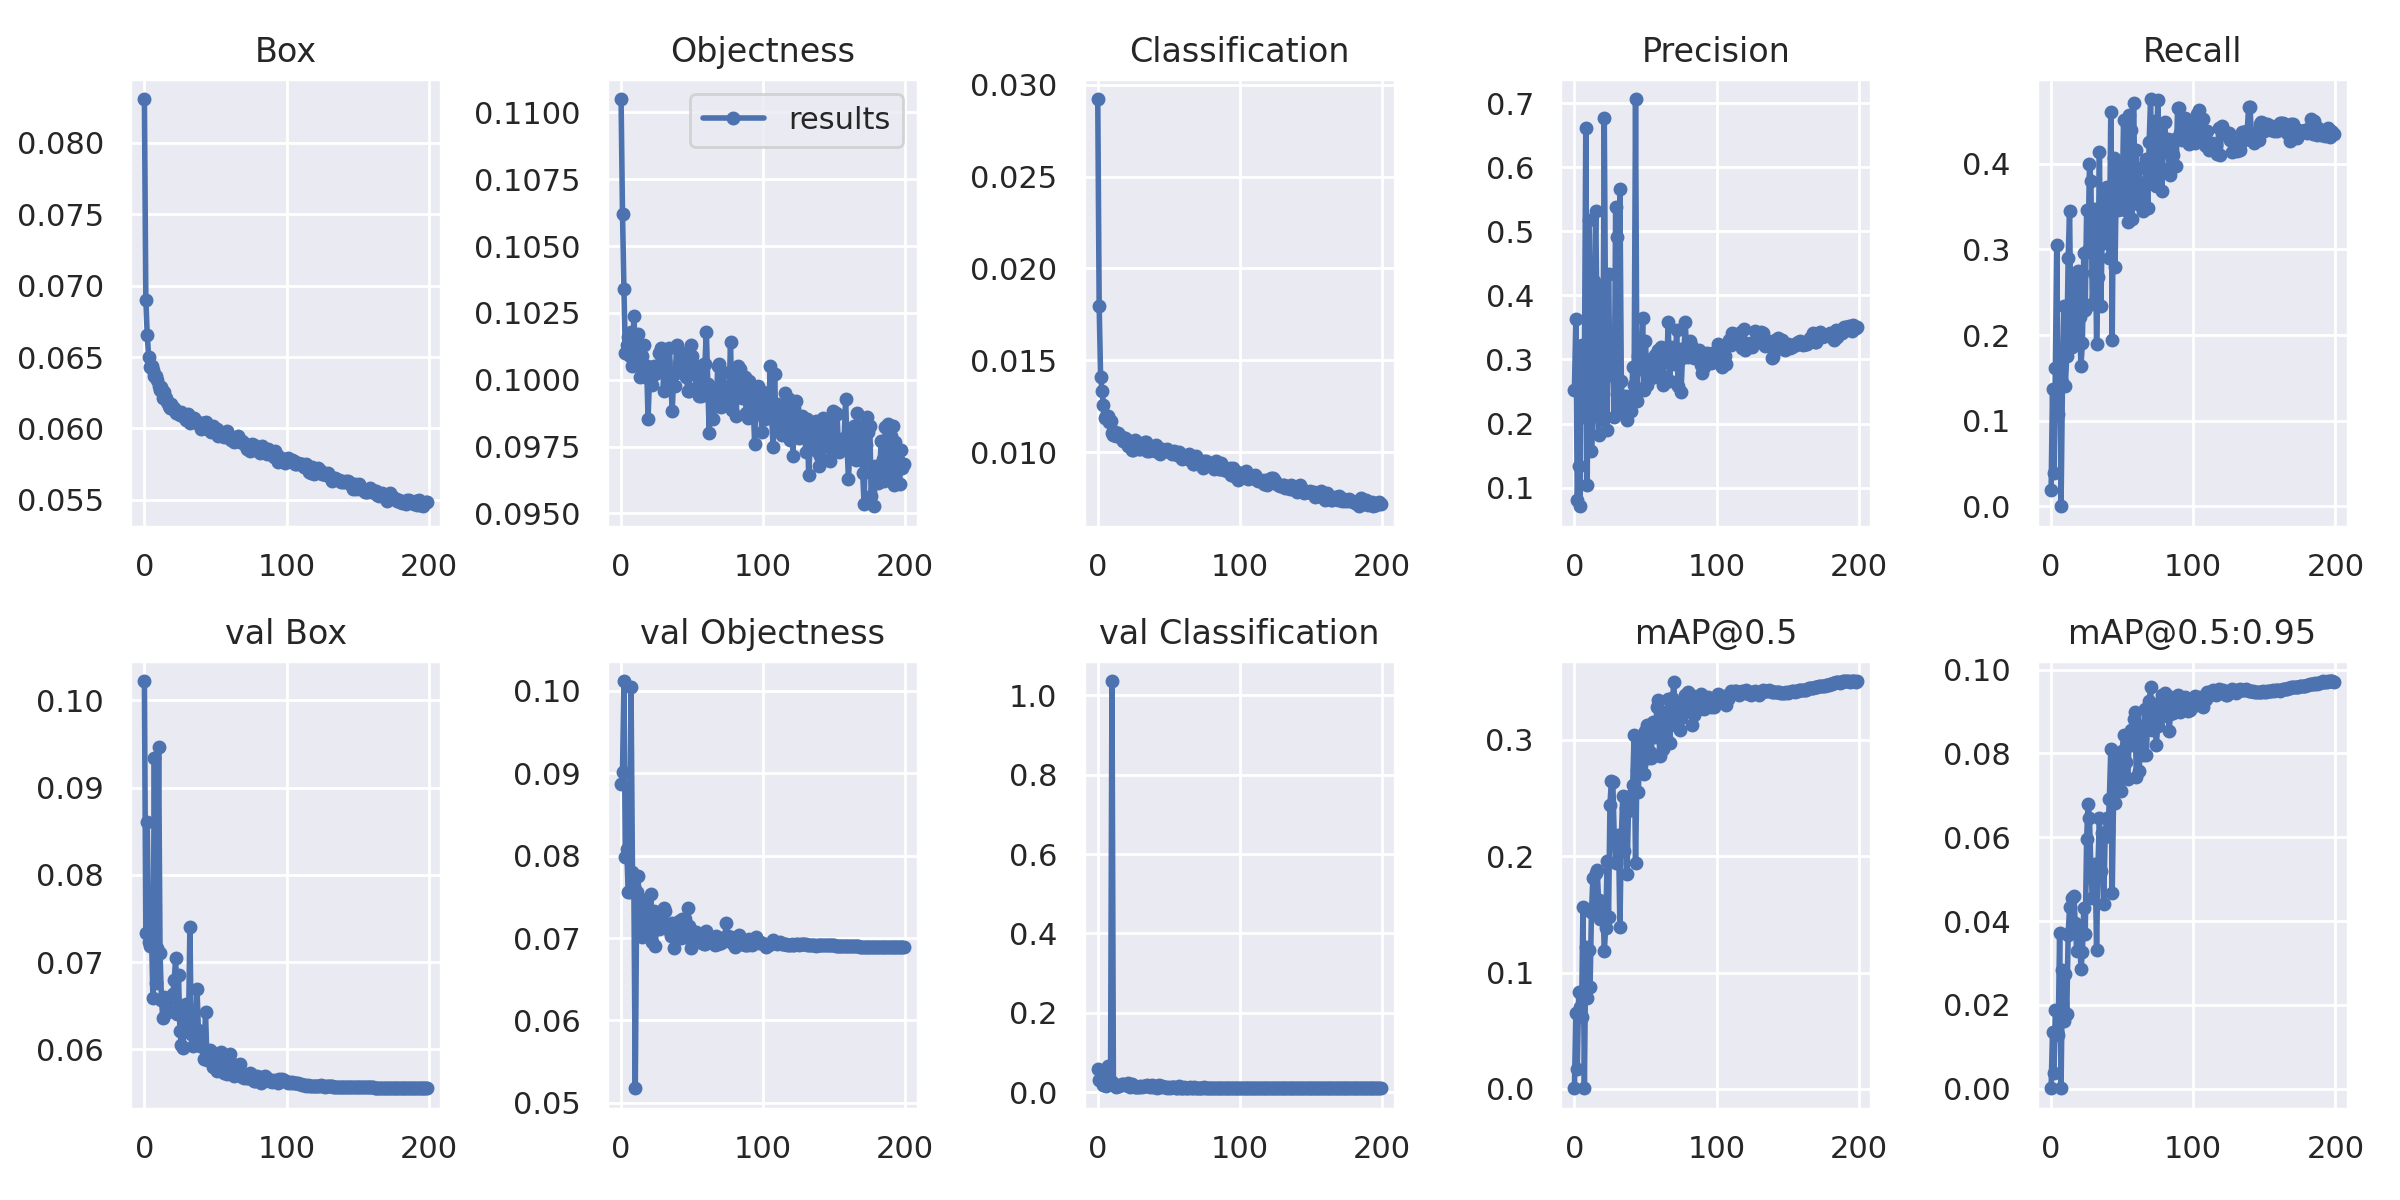 Box
0.080
0.075
0.070
0.065
0.060
0.055
0 100 200
Objectness
results
0.1100
0.1075
0.1050
0.1025
0.1000
0.0975
0.0950
0 100 200
Classification
0.030
0.025
0.020
0.015
0.010
0 100 200
Precision
0.7
0.6
0.5
0.4
0.3
0.2
0.1
0 100 200
Recall
0.4
0.3
0.2
0.1
0.0
0 100 200
val Box
0.10
0.09
0.08
0.07
0.06
0 100 200
val Objectness
0.10
0.09
0.08
0.07
0.06
0.05
0 100 200
val Classification
1.0
0.8
0.6
0.4
0.2
0.0
0 100 200
mAP@0.5
0.3
0.2
0.1
0.0
0 100 200
mAP@0.5:0.95
0.10
0.08
0.06
0.04
0.02
0.00
0 100 200